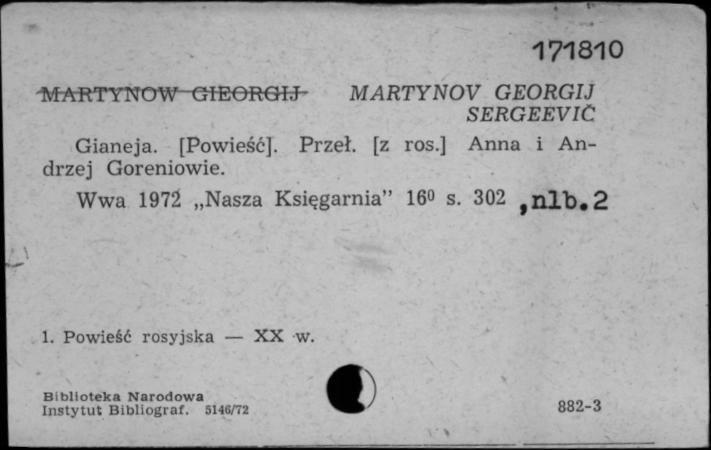 171810
MARTYNOW GIEORGIJ MARTYNOV GEORGIJ
SERGEEVIČ
Gianeja. [Powieść]. Przeł. [z ros.] Anna i An-
drzej Goreniowie.
Wwa 1972 „Nasza Księgarnia” 16⁰ s. 302 ,nlb.2
1. Powieść rosyjska — XX w.
Biblioteka Narodowa
Instytut Bibliograf. 5146/72
882-3